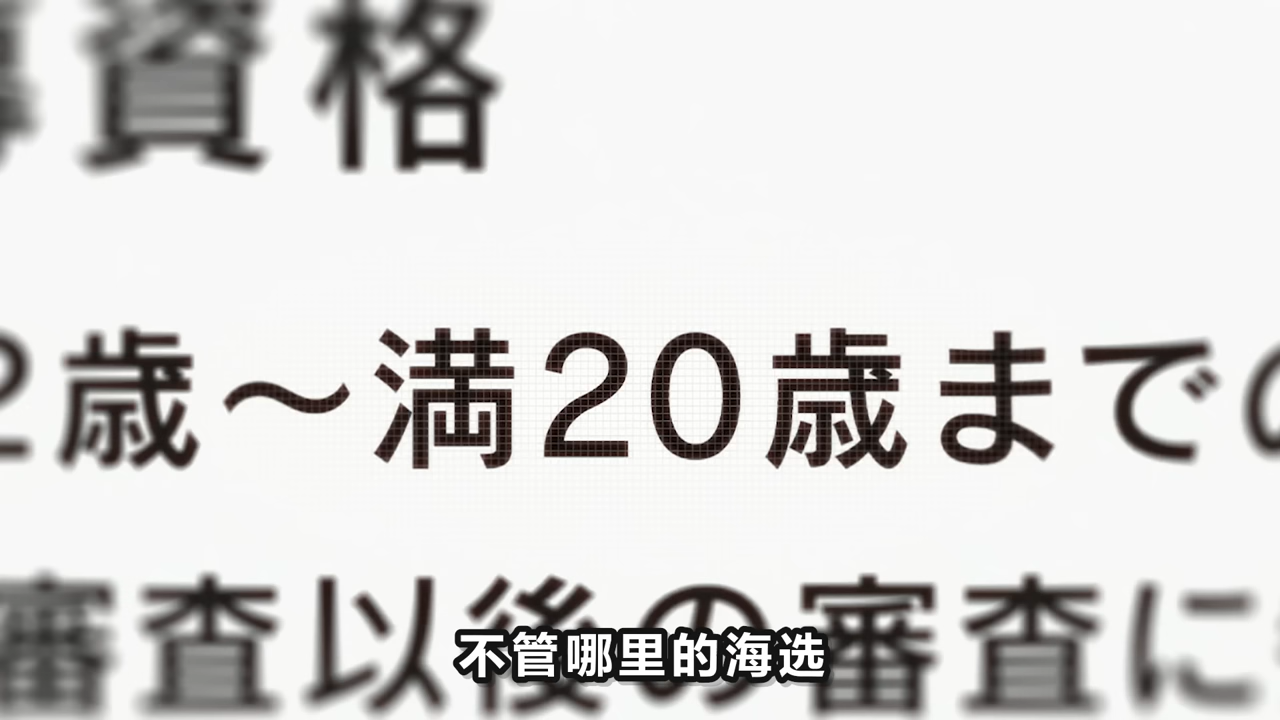 資格
2歳～満20歳までの
審査以後の審査に
不管哪里的海选